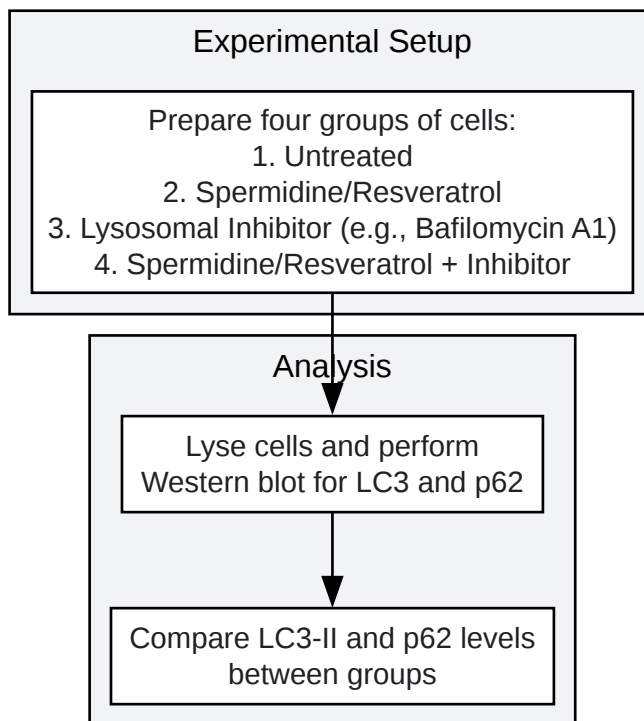 Experimental Setup
Prepare four groups of cells:
1. Untreated
2. Spermidine/Resveratrol
3. Lysosomal Inhibitor (e.g., Bafilomycin A1)
4. Spermidine/Resveratrol + Inhibitor
Analysis
Lyse cells and perform
Western blot for LC3 and p62
Compare LC3-II and p62 levels
between groups